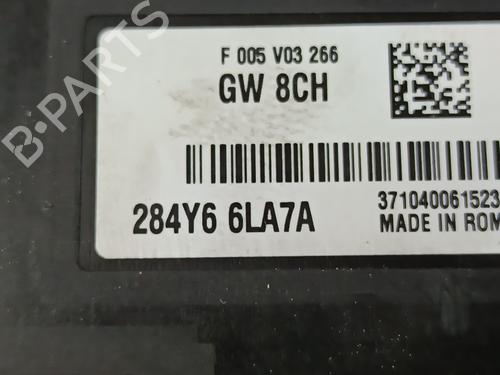 F 005 V03 266
GW 8CH
284Y6 6LA7A
371040061523
MADE IN ROM
B-PARTS